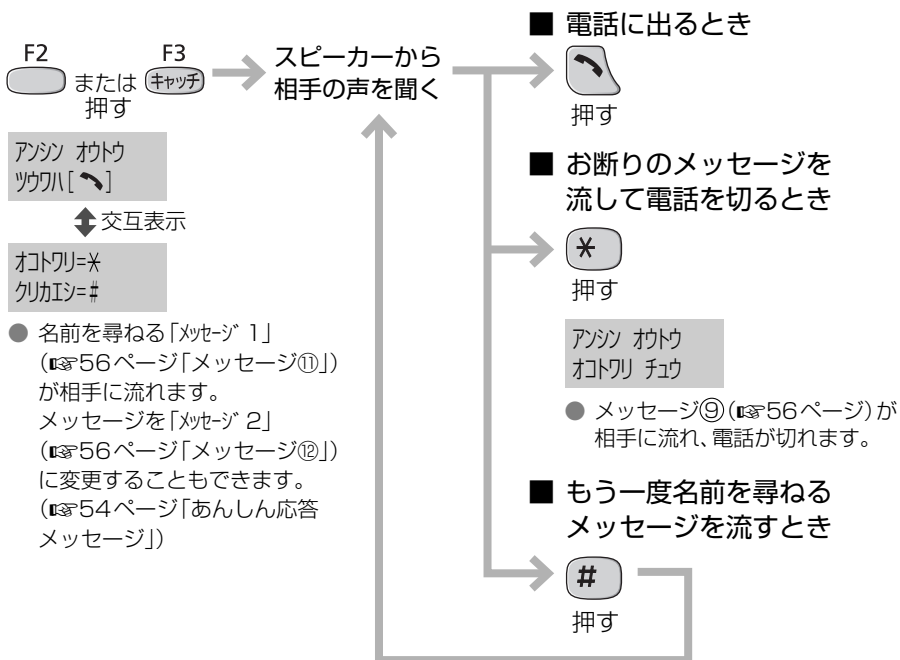 F2
または
F3
キャッチ
押す
ｱﾝｼﾝ ｵｳﾄｳ
ﾂｳﾜﾊ[ ]
交互表示
ｵｺﾄﾜﾘ=＊
ｸﾘｶｴｼ=#
● 名前を尋ねる「ﾒｯｾｰｼﾞ 1」
（☞56ページ「メッセージ⑪」）
が相手に流れます。
メッセージを「ﾒｯｾｰｼﾞ 2」
（☞56ページ「メッセージ⑫」）
に変更することもできます。
（☞54ページ「あんしん応答
メッセージ」）
スピーカーから
相手の声を聞く
■ 電話に出るとき
押す
■ お断りのメッセージを
流して電話を切るとき
＊
押す
ｱﾝｼﾝ ｵｳﾄｳ
ｵｺﾄﾜﾘ ﾁｭｳ
● メッセージ⑨（☞56ページ）が
相手に流れ、電話が切れます。
■ もう一度名前を尋ねる
メッセージを流すとき
#
押す